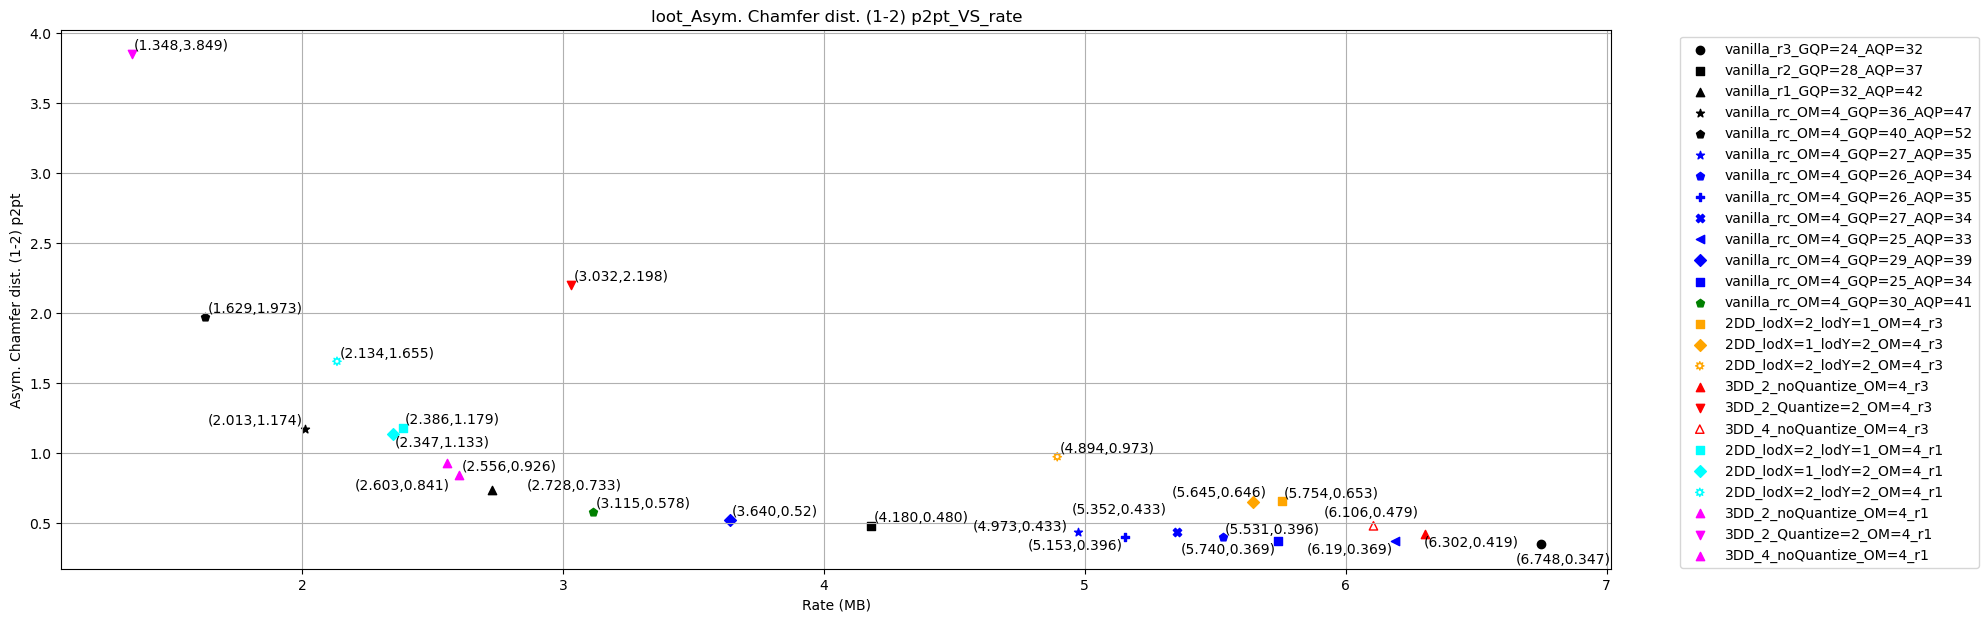 loot_Asym. Chamfer dist. (1-2) p2pt_VS_rate
Asym. Chamfer dist. (1-2) p2pt
4.0
3.5
3.0
2.5
2.0
1.5
1.0
0.5
(1.348,3.849)
(3.032,2.198)
(1.629,1.973)
(2.134,1.655)
(2.013,1.174)
(2.386,1.179)
(2.347,1.133)
(2.556,0.926)
(2.603,0.841)
(2.728,0.733)
(3.115,0.578)
(3.640,0.52)
(4.180,0.480)
(4.894,0.973)
(4.973,0.433)
(5.352,0.433)
(5.153,0.396)
(5.645,0.646)
(5.754,0.653)
(5.531,0.396)
(5.740,0.369)
(6.106,0.479)
(6.19,0.369)
(6.302,0.419)
(6.748,0.347)
2
3
4
5
6
7
Rate (MB)
vanilla_r3_GQP=24_AQP=32
vanilla_r2_GQP=28_AQP=37
vanilla_r1_GQP=32_AQP=42
vanilla_rc_OM=4_GQP=36_AQP=47
vanilla_rc_OM=4_GQP=40_AQP=52
vanilla_rc_OM=4_GQP=27_AQP=35
vanilla_rc_OM=4_GQP=26_AQP=34
vanilla_rc_OM=4_GQP=26_AQP=35
vanilla_rc_OM=4_GQP=27_AQP=34
vanilla_rc_OM=4_GQP=25_AQP=33
vanilla_rc_OM=4_GQP=29_AQP=39
vanilla_rc_OM=4_GQP=25_AQP=34
vanilla_rc_OM=4_GQP=30_AQP=41
2DD_lodX=2_lodY=1_OM=4_r3
2DD_lodX=1_lodY=2_OM=4_r3
2DD_lodX=2_lodY=2_OM=4_r3
3DD_2_noQuantize_OM=4_r3
3DD_2_Quantize=2_OM=4_r3
3DD_4_noQuantize_OM=4_r3
2DD_lodX=2_lodY=1_OM=4_r1
2DD_lodX=1_lodY=2_OM=4_r1
2DD_lodX=2_lodY=2_OM=4_r1
3DD_2_noQuantize_OM=4_r1
3DD_2_Quantize=2_OM=4_r1
3DD_4_noQuantize_OM=4_r1